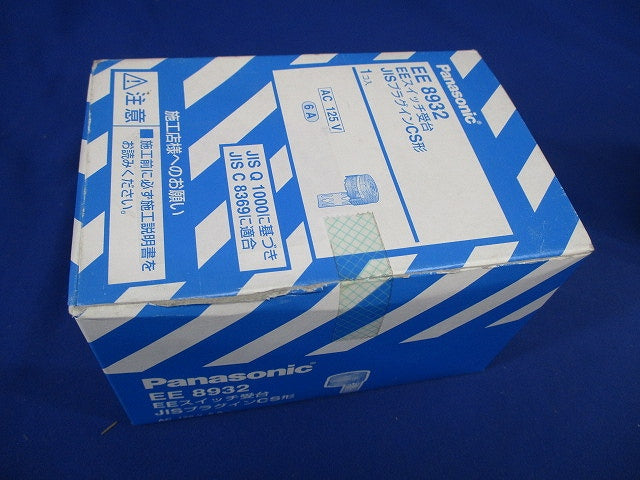 Panasonic
EE 8932
EEスイッチ受台
JISプラグインCS形
1コ入
AC 125V
6A
JIS Q 1000に基づき
JIS C 8369に適合
施工店様へのお願い
注意
■施工前に必ず施工説明書を
お読みください。
Panasonic
EE 8932
EEスイッチ受台
JISプラグインCS形